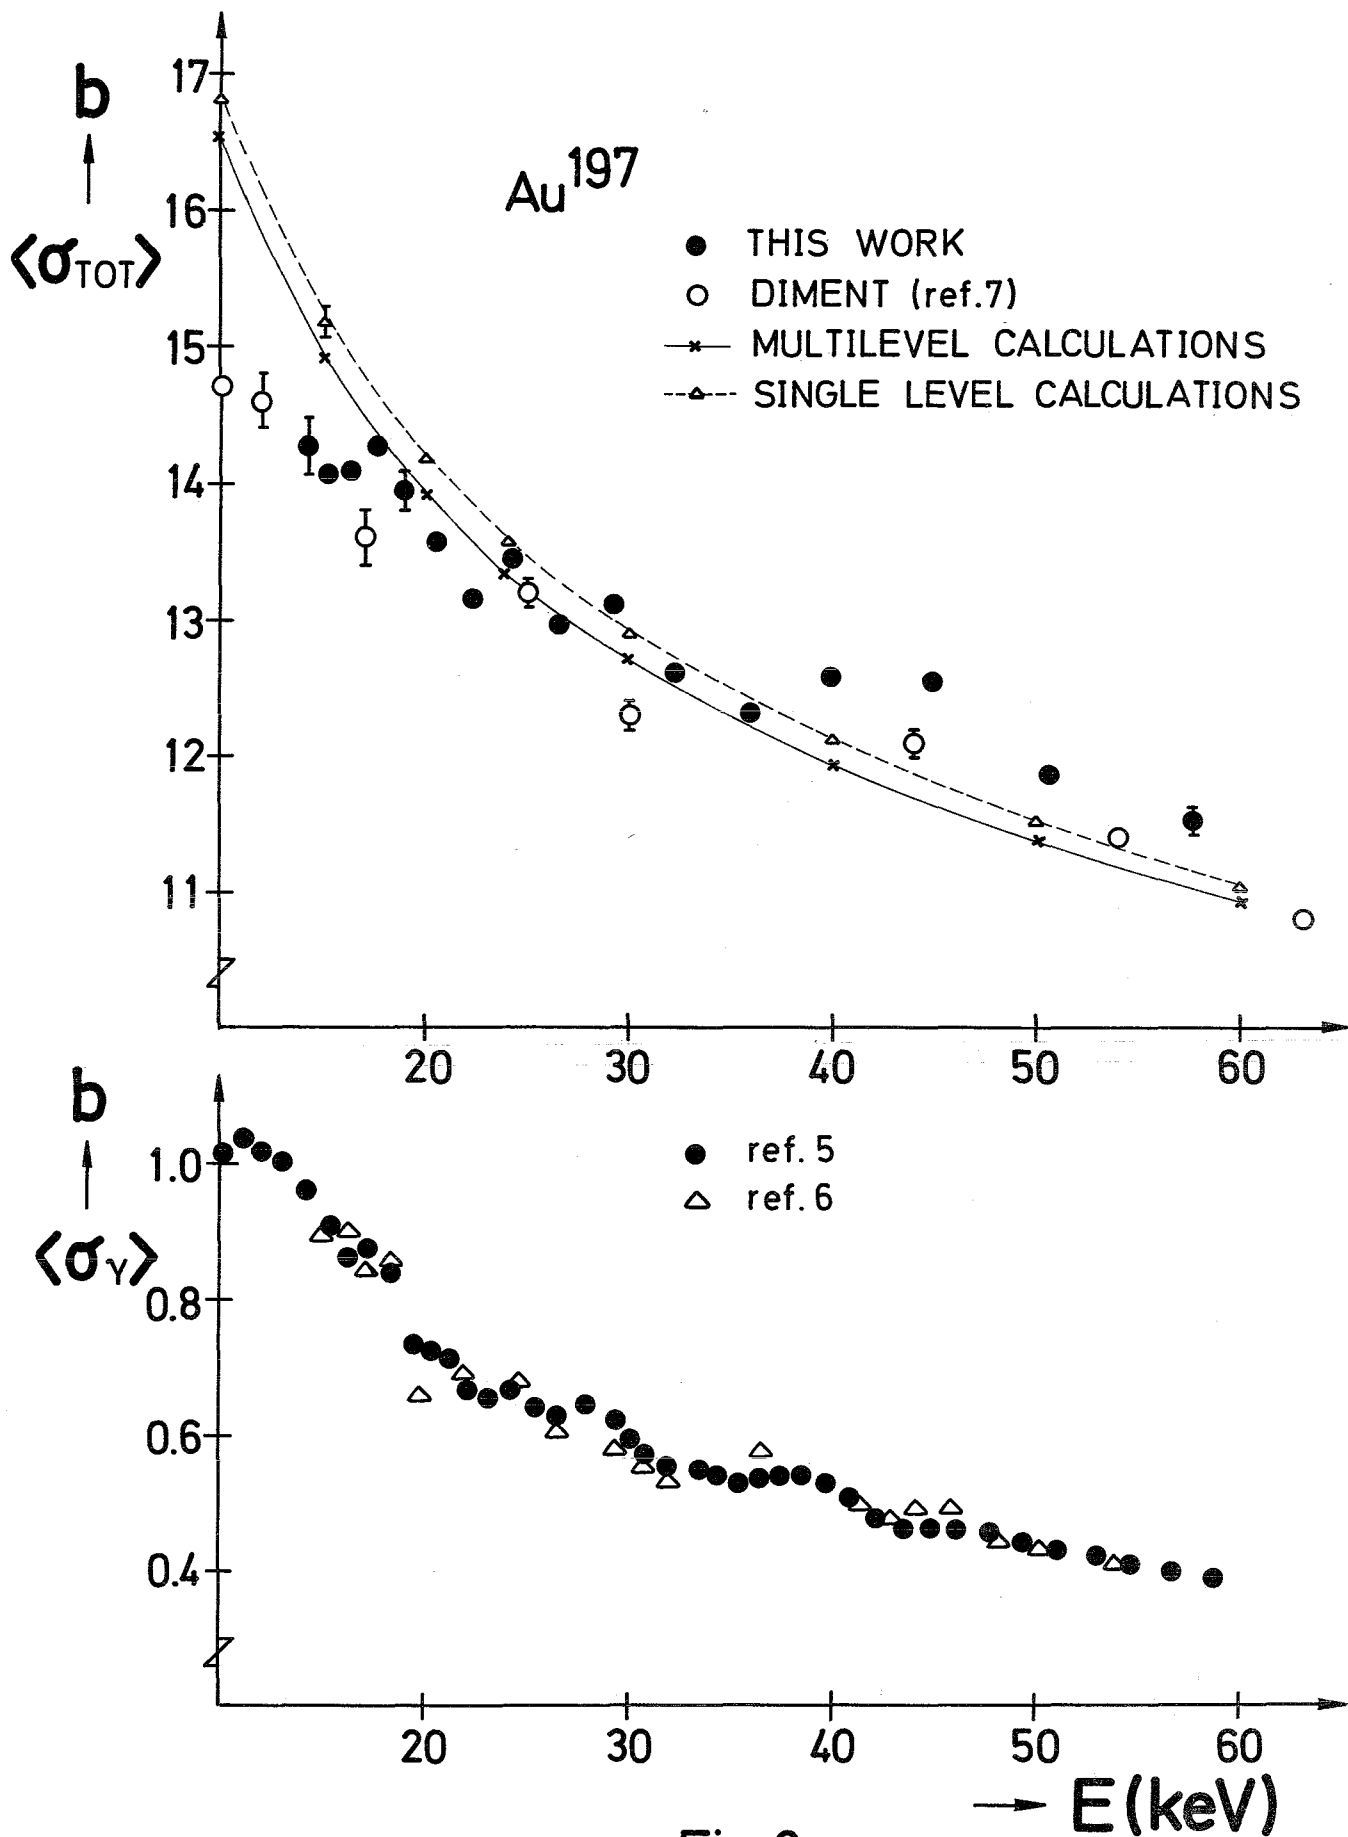 b
⟨σTOT⟩
17
16
15
14
13
12
11
Au197
THIS WORK
DIMENT (ref.7)
MULTILEVEL CALCULATIONS
SINGLE LEVEL CALCULATIONS
20 30 40 50 60
b
⟨σγ⟩
1.0
0.8
0.6
0.4
ref. 5
ref. 6
20 30 40 50 60
E (keV)